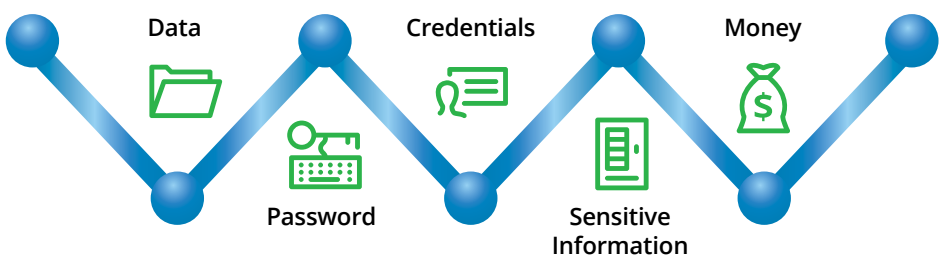 Data
Credentials
Money
$
Password
Sensitive
Information